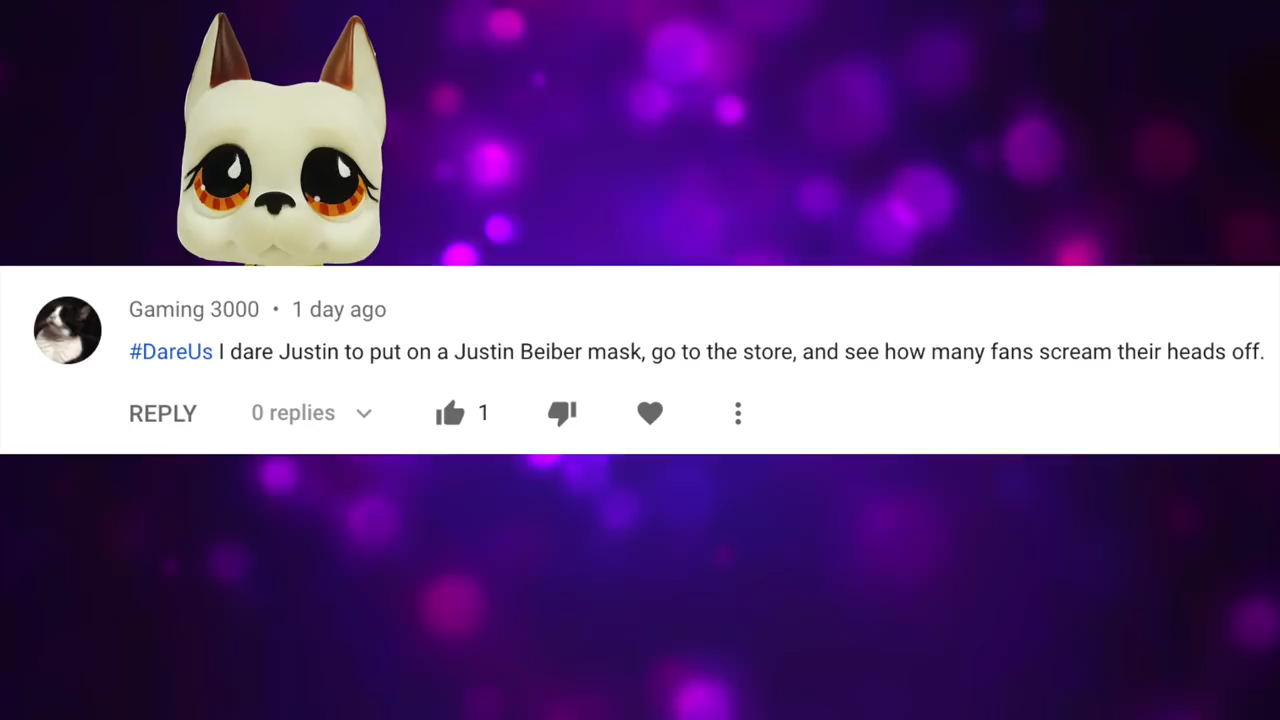 Gaming 3000 • 1 day ago
#DareUs I dare Justin to put on a Justin Beiber mask, go to the store, and see how many fans scream their heads off.
REPLY 0 replies 1